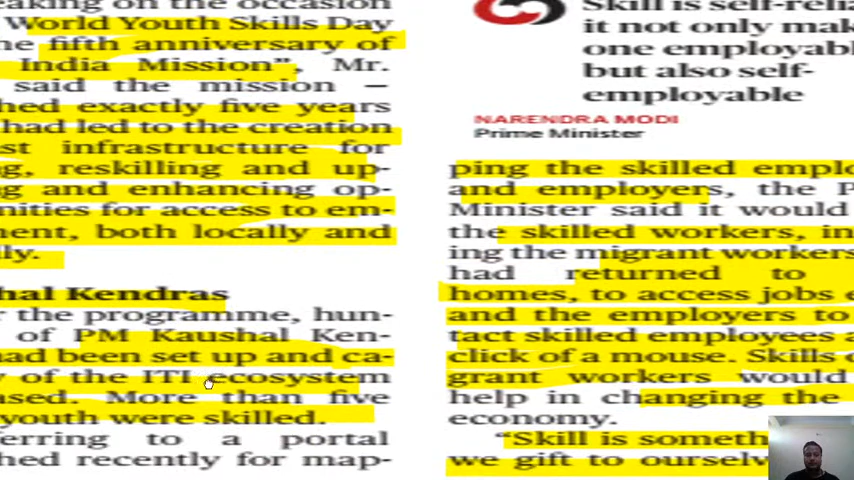 aking on the occasion
World Youth Skills Day
he fifth anniversary of
India Mission", Mr.
said the mission —
hed exactly five years
had led to the creation
st infrastructure for
g, reskilling and up-
g and enhancing op-
nities for access to em-
ment, both locally and
lly.
hal Kendras
r the programme, hun-
of PM Kaushal Ken-
had been set up and ca-
y of the ITI ecosystem
ased. More than five
youth were skilled.
erring to a portal
hed recently for map-
Skill is self-relia
it not only mak
one employabl
but also self-
employable
NARENDRA MODI
Prime Minister
ping the skilled emplo
and employers, the P
Minister said it would
the skilled workers, in
ing the migrant workers
had returned to
homes, to access jobs e
and the employers to
tact skilled employees a
click of a mouse. Skills o
grant workers would
help in changing the
economy.
"Skill is someth
we gift to ourselv